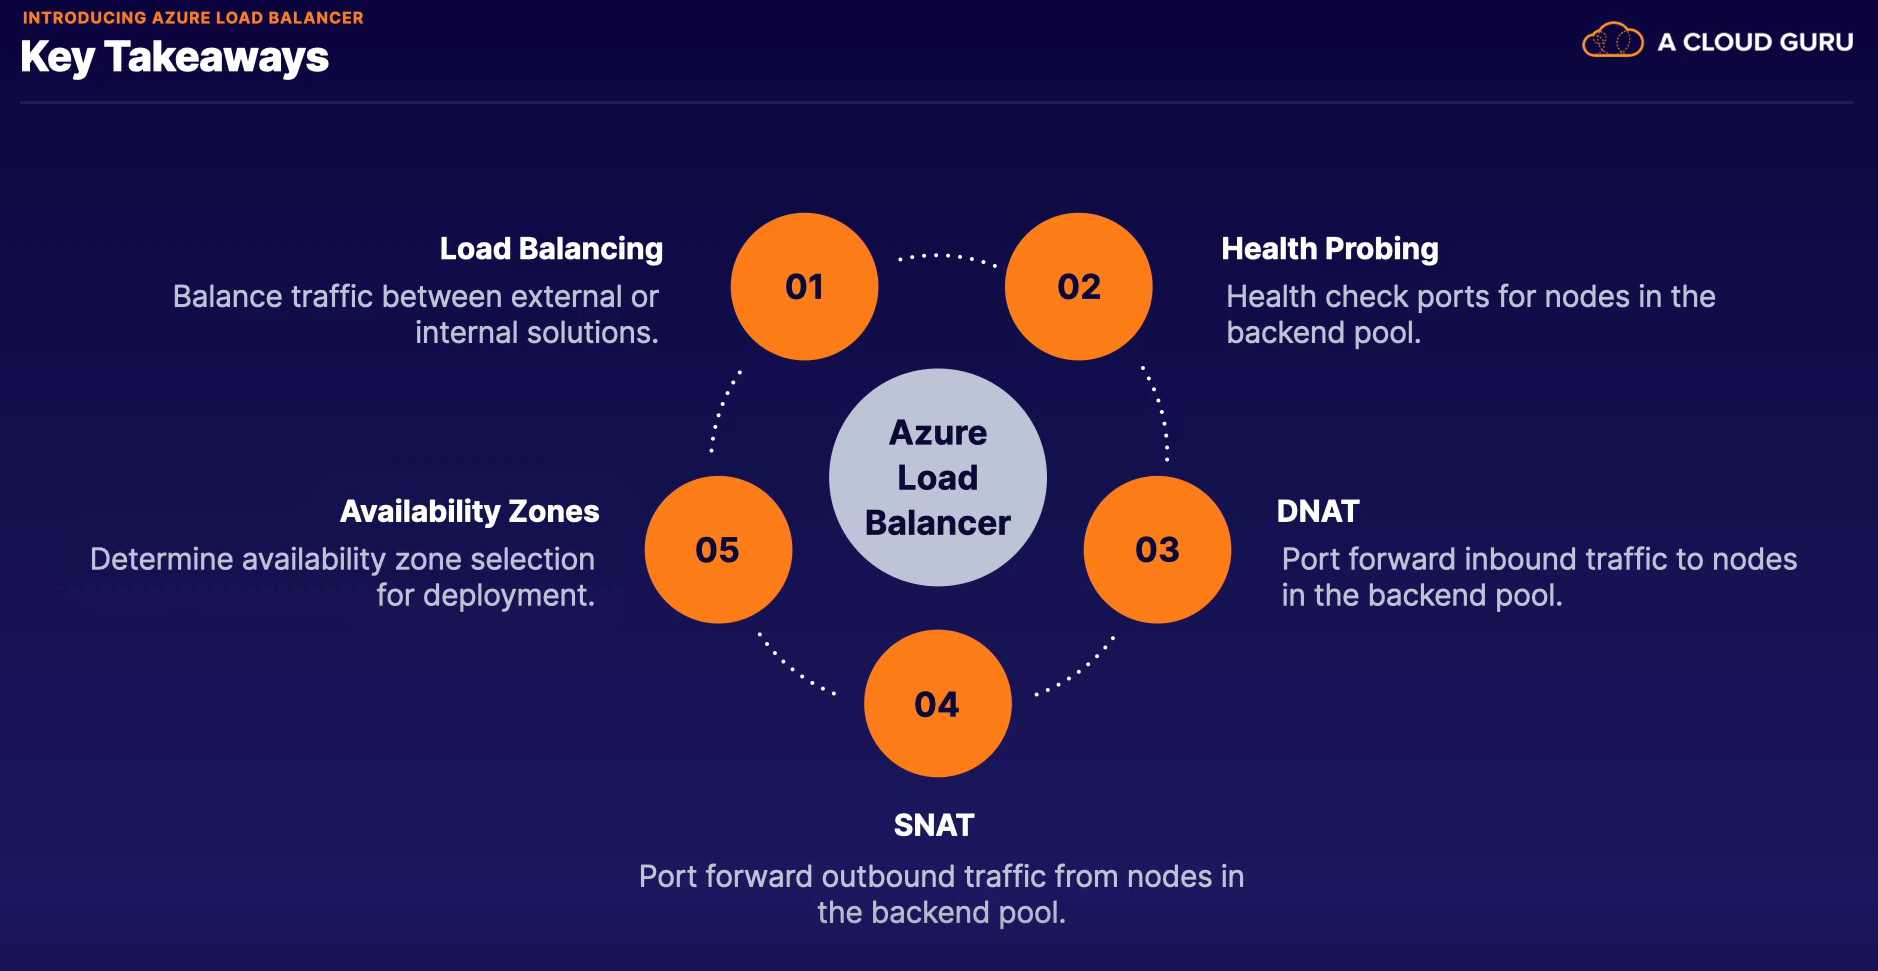 INTRODUCING AZURE LOAD BALANCER
Key Takeaways
A CLOUD GURU
Load Balancing
Balance traffic between external or
internal solutions.
01
02
Health Probing
Health check ports for nodes in the
backend pool.
Azure
Load
Balancer
Availability Zones
Determine availability zone selection
for deployment.
05
03
DNAT
Port forward inbound traffic to nodes
in the backend pool.
04
SNAT
Port forward outbound traffic from nodes in
the backend pool.